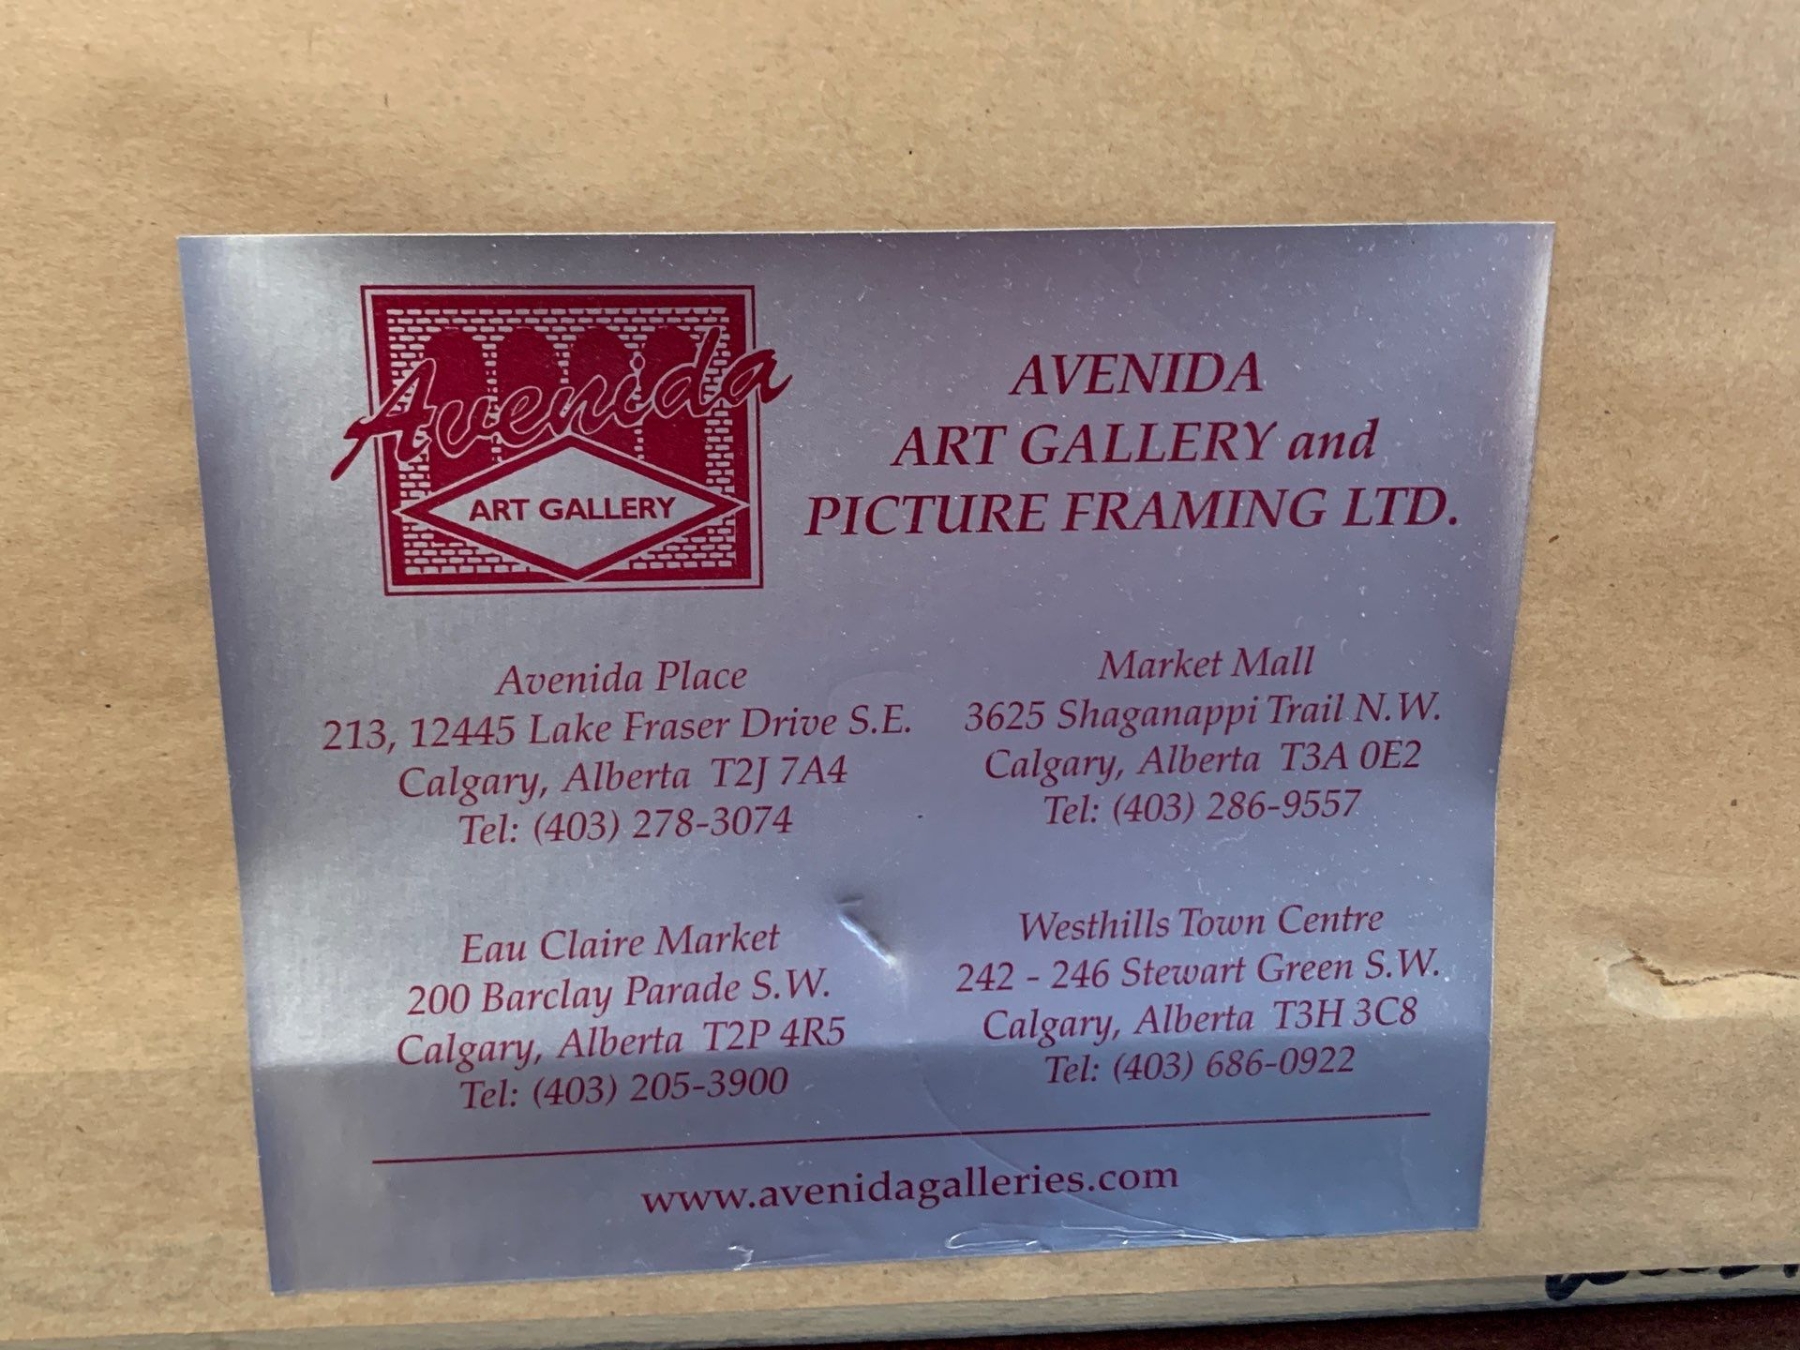 Avenida
ART GALLERY
AVENIDA
ART GALLERY and
PICTURE FRAMING LTD.
Avenida Place
213, 12445 Lake Fraser Drive S.E.
Calgary, Alberta T2J 7A4
Tel: (403) 278-3074
Market Mall
3625 Shaganappi Trail N.W.
Calgary, Alberta T3A 0E2
Tel: (403) 286-9557
Eau Claire Market
200 Barclay Parade S.W.
Calgary, Alberta T2P 4R5
Tel: (403) 205-3900
Westhills Town Centre
242 - 246 Stewart Green S.W.
Calgary, Alberta T3H 3C8
Tel: (403) 686-0922
www.avenidagalleries.com